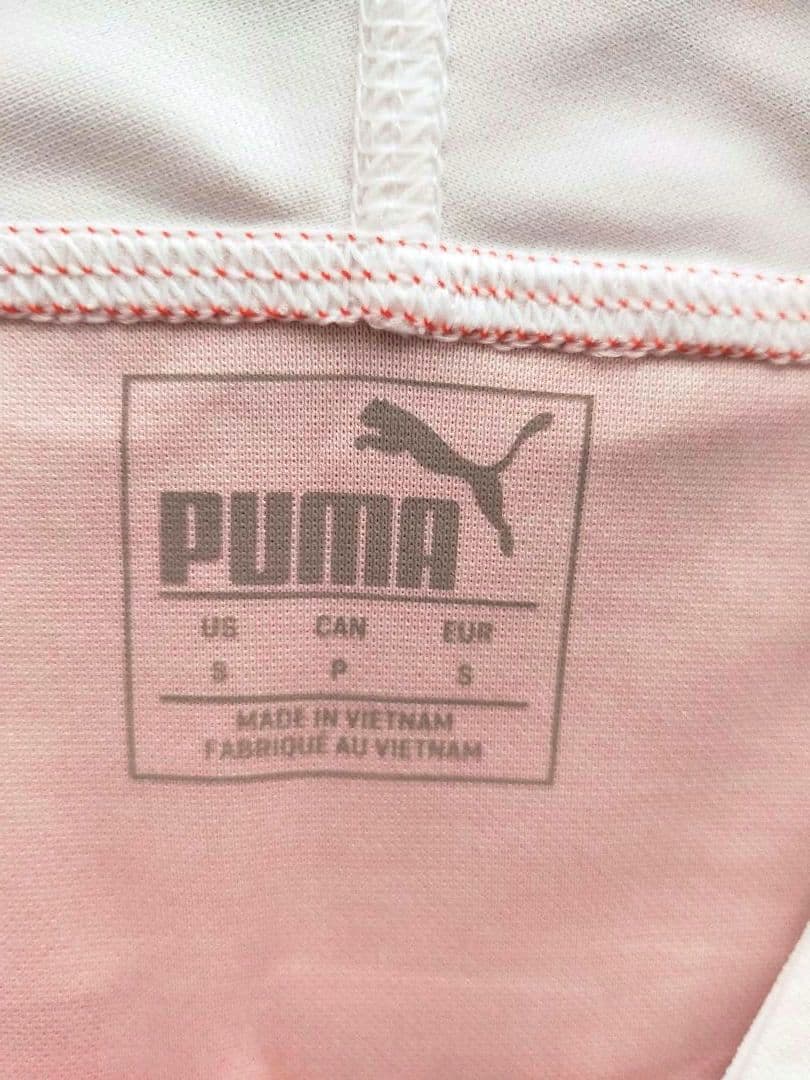 PUMA
US CAN EUR
S P S
MADE IN VIETNAM
FABRIQUÉ AU VIETNAM